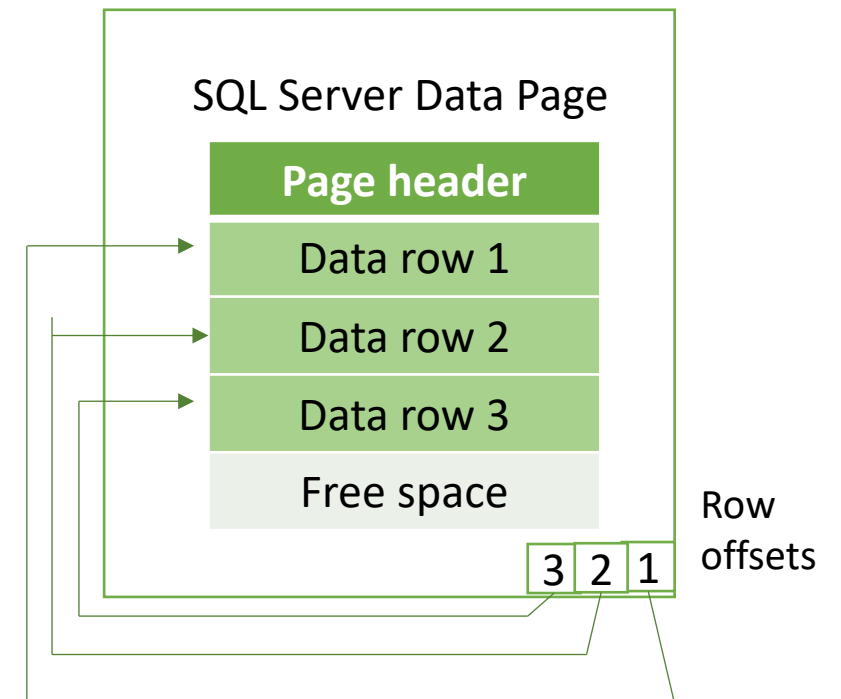 SQL Server Data Page
Page header
Data row 1
Data row 2
Data row 3
Free space
Row
offsets
3 2 1